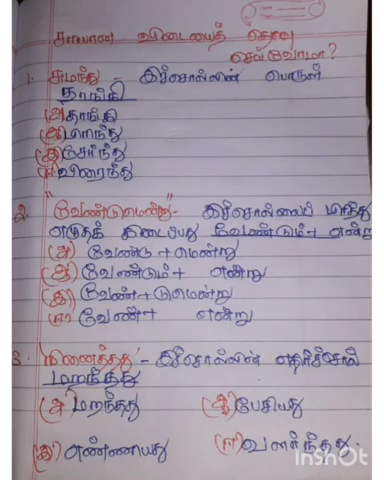 சரியான விடையைத் தேர்வு
செய்வோமா?
1. சுமந்து - இச்சொல்லின் பொருள்
தாங்கி
(அ) தாங்கி
(ஆ) பிரிந்து
(இ) சேர்ந்து
(ஈ) விரைந்து
2. "வேண்டுமென்று" - இச்சொல்லைப் பிரித்து
எழுதக் கிடைப்பது வேண்டும் + என்று
(அ) வேண்டு + மென்று
(ஆ) வேண்டும் + என்று
(இ) வேண் + டுமென்று
(ஈ) வேண் + என்று
3. நினைத்தது - இச்சொல்லின் எதிர்ச்சொல்
மறந்தது
(அ) மறந்தது (ஆ) பேசியது
(இ) எண்ணியது (ஈ) வளர்ந்தது.
InShot